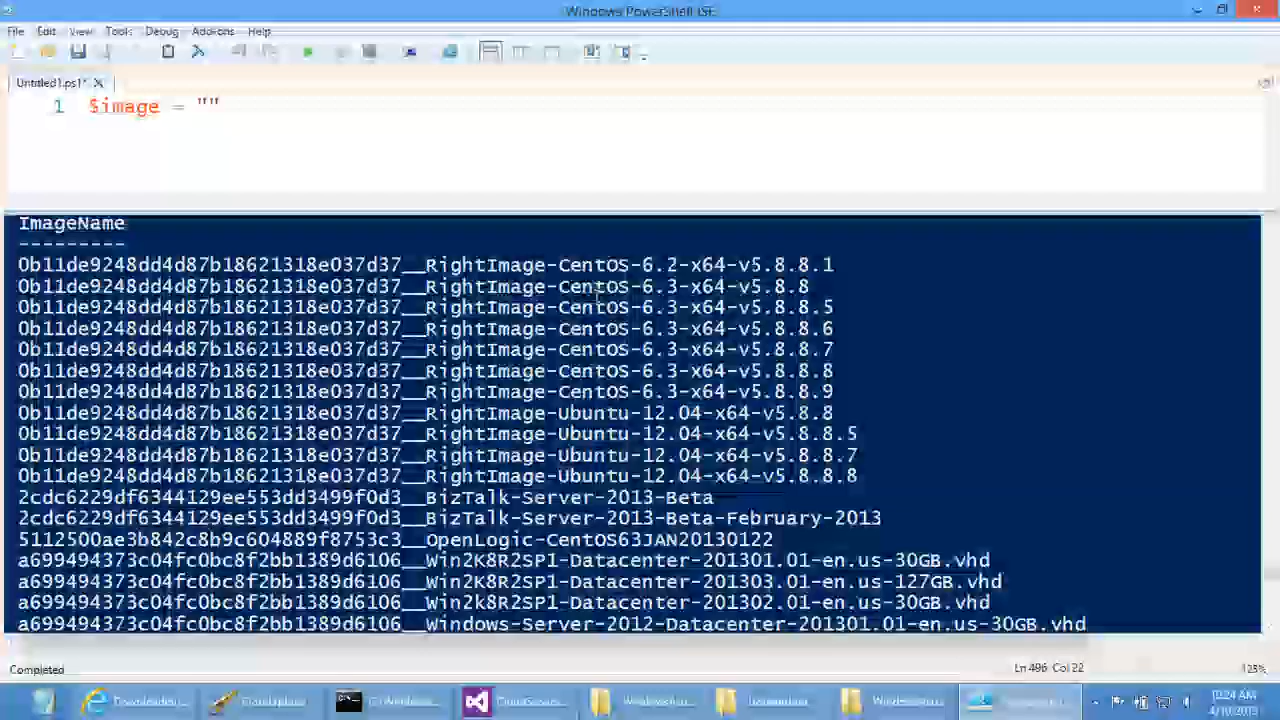 Windows PowerShell ISE
File Edit View Tools Debug Add-ons Help
Untitled1.ps1* X
1 $image = ""
ImageName
---------
0b11de9248dd4d87b18621318e037d37__RightImage-CentOS-6.2-x64-v5.8.8.1
0b11de9248dd4d87b18621318e037d37__RightImage-CentOS-6.3-x64-v5.8.8
0b11de9248dd4d87b18621318e037d37__RightImage-CentOS-6.3-x64-v5.8.8.5
0b11de9248dd4d87b18621318e037d37__RightImage-CentOS-6.3-x64-v5.8.8.6
0b11de9248dd4d87b18621318e037d37__RightImage-CentOS-6.3-x64-v5.8.8.7
0b11de9248dd4d87b18621318e037d37__RightImage-CentOS-6.3-x64-v5.8.8.8
0b11de9248dd4d87b18621318e037d37__RightImage-CentOS-6.3-x64-v5.8.8.9
0b11de9248dd4d87b18621318e037d37__RightImage-Ubuntu-12.04-x64-v5.8.8
0b11de9248dd4d87b18621318e037d37__RightImage-Ubuntu-12.04-x64-v5.8.8.5
0b11de9248dd4d87b18621318e037d37__RightImage-Ubuntu-12.04-x64-v5.8.8.7
0b11de9248dd4d87b18621318e037d37__RightImage-Ubuntu-12.04-x64-v5.8.8.8
2cdc6229df6344129ee553dd3499f0d3__BizTalk-Server-2013-Beta
2cdc6229df6344129ee553dd3499f0d3__BizTalk-Server-2013-Beta-February-2013
5112500ae3b842c8b9c604889f8753c3__OpenLogic-CentOS63JAN20130122
a699494373c04fc0bc8f2bb1389d6106__Win2K8R2SP1-Datacenter-201301.01-en.us-30GB.vhd
a699494373c04fc0bc8f2bb1389d6106__Win2K8R2SP1-Datacenter-201303.01-en.us-127GB.vhd
a699494373c04fc0bc8f2bb1389d6106__Win2k8R2SP1-Datacenter-201302.01-en.us-30GB.vhd
a699494373c04fc0bc8f2bb1389d6106__Windows-Server-2012-Datacenter-201301.01-en.us-30GB.vhd
Completed
Ln 496 Col 22
125%
10:24 AM
4/10/2013